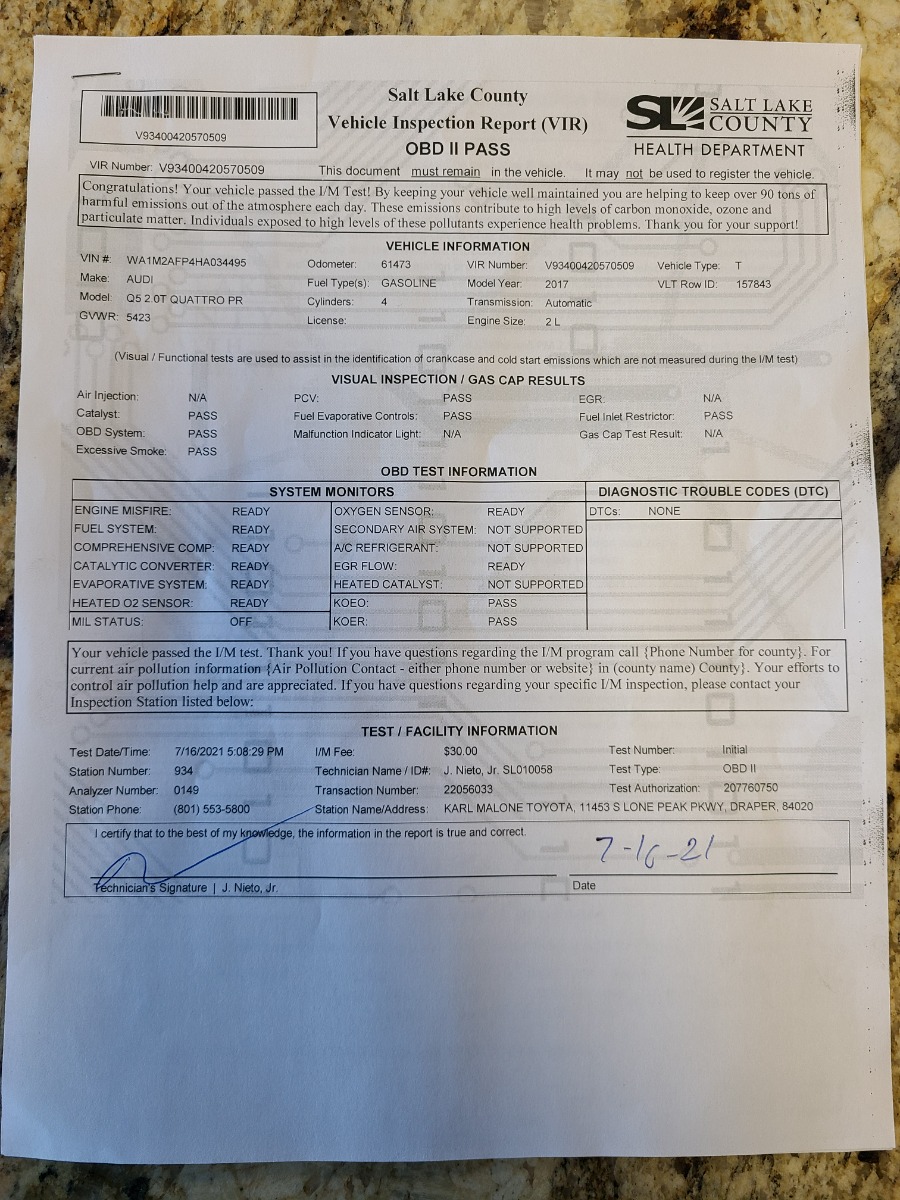 Salt Lake County
Vehicle Inspection Report (VIR)
OBD II PASS
V93400420570509
SL SALT LAKE COUNTY
HEALTH DEPARTMENT
VIR Number: V93400420570509 This document must remain in the vehicle. It may not be used to register the vehicle.
Congratulations! Your vehicle passed the I/M Test! By keeping your vehicle well maintained you are helping to keep over 90 tons of
harmful emissions out of the atmosphere each day. These emissions contribute to high levels of carbon monoxide, ozone and
particulate matter. Individuals exposed to high levels of these pollutants experience health problems. Thank you for your support!
VEHICLE INFORMATION
VIN #: WA1M2AFP4HA034495 Odometer: 61473 VIR Number: V93400420570509 Vehicle Type: T
Make: AUDI Fuel Type(s): GASOLINE Model Year: 2017 VLT Row ID: 157843
Model: Q5 2.0T QUATTRO PR Cylinders: 4 Transmission: Automatic
GVWR: 5423 License: Engine Size: 2 L
(Visual / Functional tests are used to assist in the identification of crankcase and cold start emissions which are not measured during the I/M test)
VISUAL INSPECTION / GAS CAP RESULTS
Air Injection: N/A PCV: PASS EGR: N/A
Catalyst: PASS Fuel Evaporative Controls: PASS Fuel Inlet Restrictor: PASS
OBD System: PASS Malfunction Indicator Light: N/A Gas Cap Test Result: N/A
Excessive Smoke: PASS
OBD TEST INFORMATION
SYSTEM MONITORS DIAGNOSTIC TROUBLE CODES (DTC)
ENGINE MISFIRE: READY OXYGEN SENSOR: READY DTCs: NONE
FUEL SYSTEM: READY SECONDARY AIR SYSTEM: NOT SUPPORTED
COMPREHENSIVE COMP: READY A/C REFRIGERANT: NOT SUPPORTED
CATALYTIC CONVERTER: READY EGR FLOW: READY
EVAPORATIVE SYSTEM: READY HEATED CATALYST: NOT SUPPORTED
HEATED O2 SENSOR: READY KOEO: PASS
MIL STATUS: OFF KOER: PASS
Your vehicle passed the I/M test. Thank you! If you have questions regarding the I/M program call {Phone Number for county}. For
current air pollution information {Air Pollution Contact - either phone number or website} in (county name) County}. Your efforts to
control air pollution help and are appreciated. If you have questions regarding your specific I/M inspection, please contact your
Inspection Station listed below:
TEST / FACILITY INFORMATION
Test Date/Time: 7/16/2021 5:08:29 PM I/M Fee: $30.00 Test Number: Initial
Station Number: 934 Technician Name / ID#: J. Nieto, Jr. SL010058 Test Type: OBD II
Analyzer Number: 0149 Transaction Number: 22056033 Test Authorization: 207760750
Station Phone: (801) 553-5800 Station Name/Address: KARL MALONE TOYOTA, 11453 S LONE PEAK PKWY, DRAPER, 84020
I certify that to the best of my knowledge, the information in the report is true and correct.
7-16-21
Technician's Signature | J. Nieto, Jr. Date